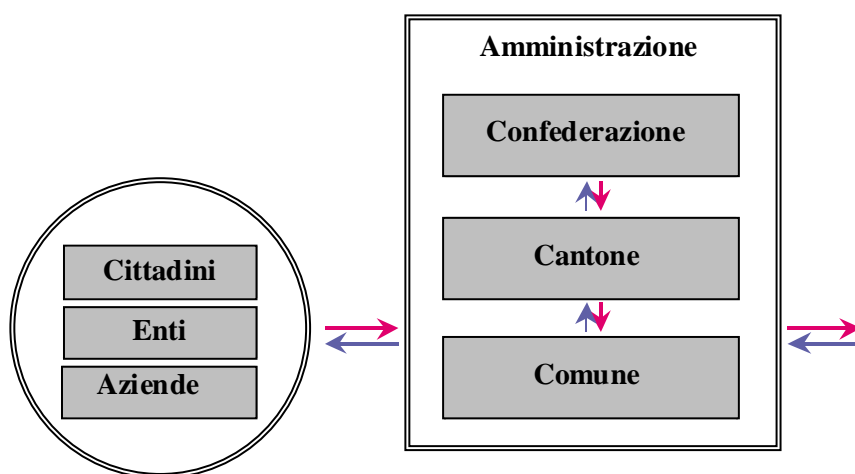 Amministrazione
Confederazione
Cantone
Comune
Cittadini
Enti
Aziende